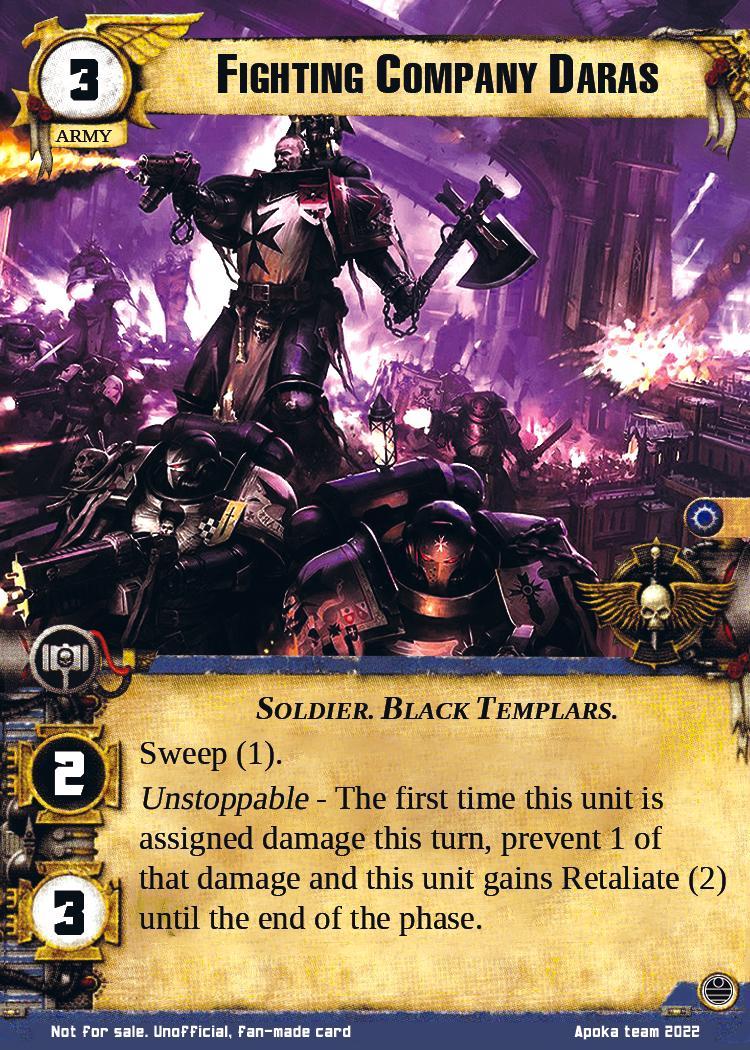 3
FIGHTING COMPANY DARAS
ARMY
SOLDIER. BLACK TEMPLARS.
2
Sweep (1).
Unstoppable - The first time this unit is
assigned damage this turn, prevent 1 of
that damage and this unit gains Retaliate (2)
3
until the end of the phase.
Not for sale. Unofficial, fan-made card
Apoka team 2022